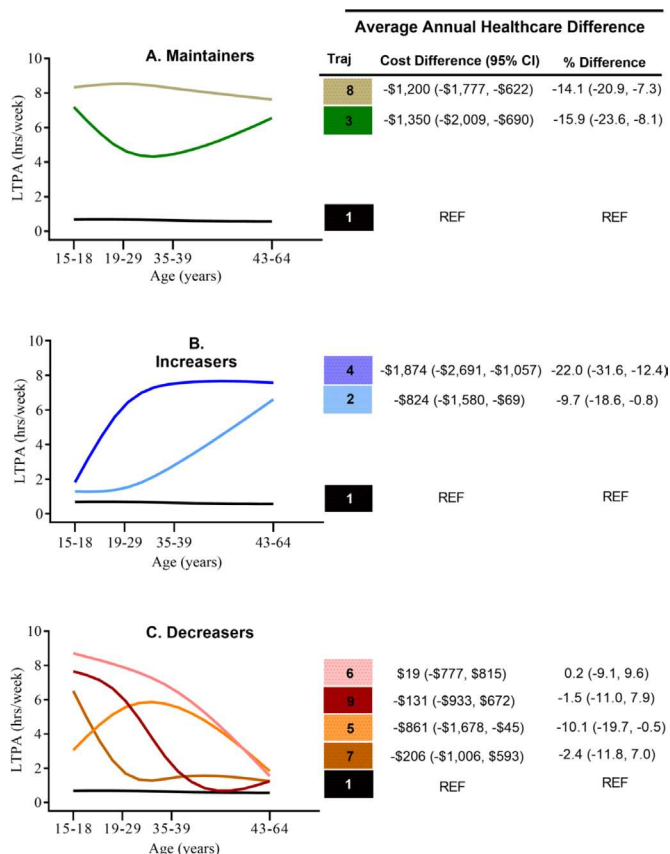 Average Annual Healthcare Difference
A. Maintainers
Traj Cost Difference (95% CI) % Difference
10
8
6
4
2
0
LTPA (hrs/week)
15-18 19-29 35-39 43-64
Age (years)
8 -$1,200 (-$1,777, -$622) -14.1 (-20.9, -7.3)
3 -$1,350 (-$2,009, -$690) -15.9 (-23.6, -8.1)
1 REF REF
B.
Increasers
10
8
6
4
2
0
LTPA (hrs/week)
15-18 19-29 35-39 43-64
Age (years)
4 -$1,874 (-$2,691, -$1,057) -22.0 (-31.6, -12.4)
2 -$824 (-$1,580, -$69) -9.7 (-18.6, -0.8)
1 REF REF
C. Decreasers
10
8
6
4
2
0
LTPA (hrs/week)
15-18 19-29 35-39 43-64
Age (years)
6 $19 (-$777, $815) 0.2 (-9.1, 9.6)
9 -$131 (-$933, $672) -1.5 (-11.0, 7.9)
5 -$861 (-$1,678, -$45) -10.1 (-19.7, -0.5)
7 -$206 (-$1,006, $593) -2.4 (-11.8, 7.0)
1 REF REF